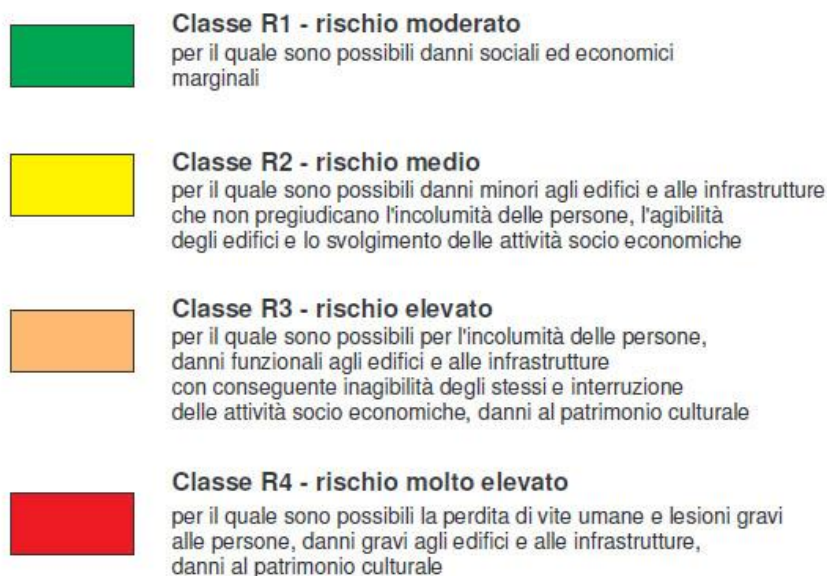 Classe R1 - rischio moderato
per il quale sono possibili danni sociali ed economici
marginali
Classe R2 - rischio medio
per il quale sono possibili danni minori agli edifici e alle infrastrutture
che non pregiudicano l'incolumità delle persone, l'agibilità
degli edifici e lo svolgimento delle attività socio economiche
Classe R3 - rischio elevato
per il quale sono possibili per l'incolumità delle persone,
danni funzionali agli edifici e alle infrastrutture
con conseguente inagibilità degli stessi e interruzione
delle attività socio economiche, danni al patrimonio culturale
Classe R4 - rischio molto elevato
per il quale sono possibili la perdita di vite umane e lesioni gravi
alle persone, danni gravi agli edifici e alle infrastrutture,
danni al patrimonio culturale